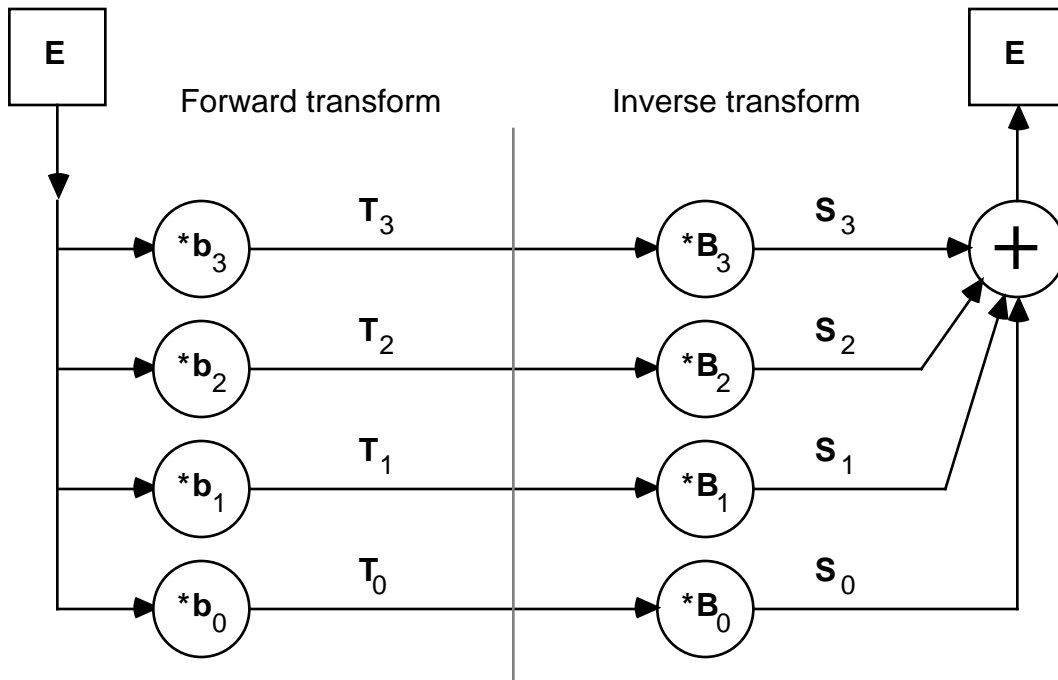 E E
Forward transform Inverse transform
T3 S3
*b3 *B3 +
T2 S2
*b2 *B2
T1 S1
*b1 *B1
T0 S0
*b0 *B0